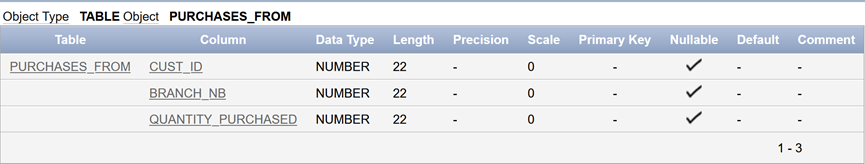 Object Type TABLE Object PURCHASES_FROM
Table Column Data Type Length Precision Scale Primary Key Nullable Default Comment
PURCHASES_FROM CUST_ID NUMBER 22 - 0 - ✓ - -
BRANCH_NB NUMBER 22 - 0 - ✓ - -
QUANTITY_PURCHASED NUMBER 22 - 0 - ✓ - -
1 - 3